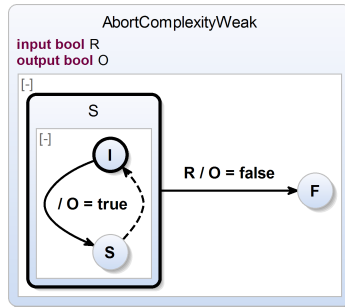 AbortComplexityWeak
input bool R
output bool O
[-]
S
[-]
I
/ O = true
S
R / O = false
F